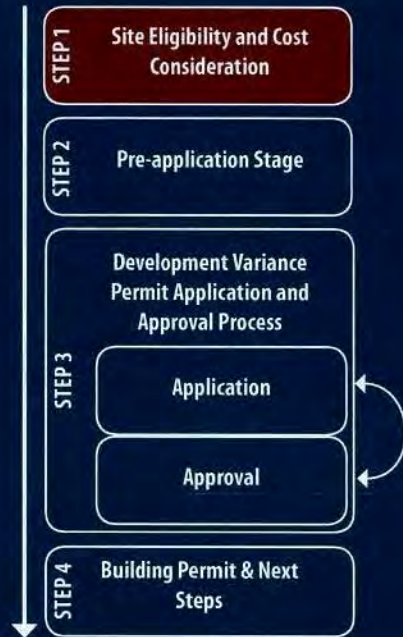 STEP 1
Site Eligibility and Cost
Consideration
STEP 2
Pre-application Stage
STEP 3
Development Variance
Permit Application and
Approval Process
Application
Approval
STEP 4
Building Permit & Next
Steps